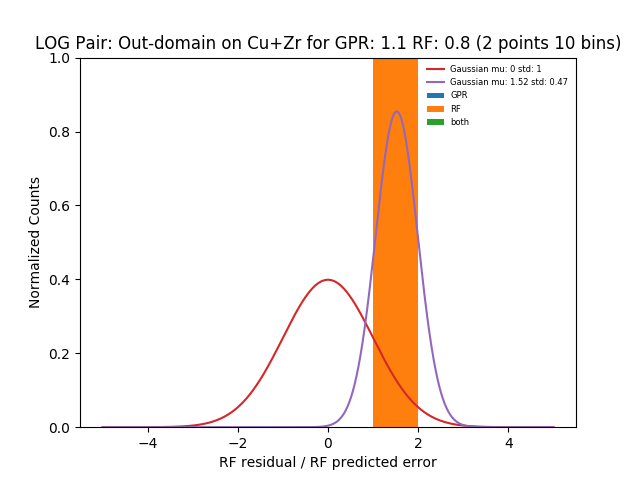 LOG Pair: Out-domain on Cu+Zr for GPR: 1.1 RF: 0.8 (2 points 10 bins)
Gaussian mu: 0 std: 1
Gaussian mu: 1.52 std: 0.47
GPR
RF
both
Normalized Counts
1.0
0.8
0.6
0.4
0.2
0.0
−4 −2 0 2 4
RF residual / RF predicted error